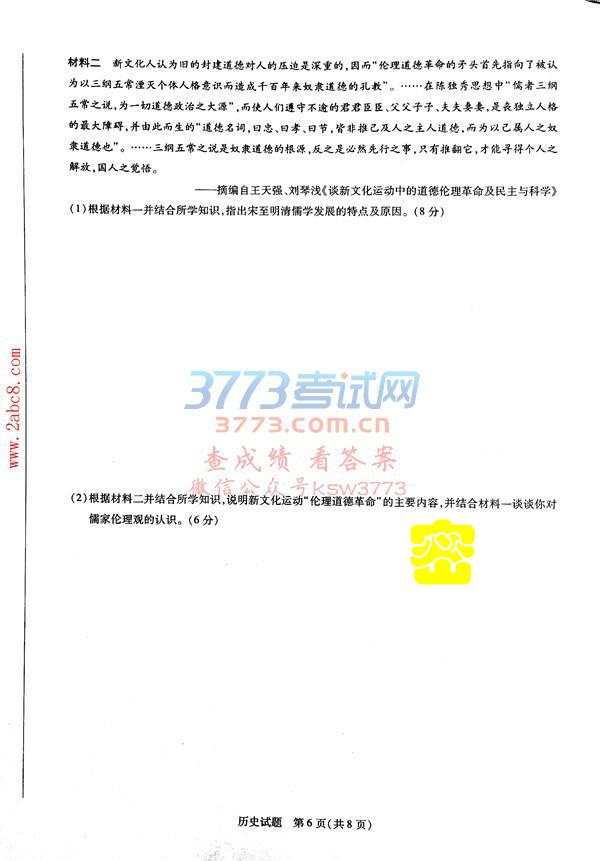 材料二 新文化人认为旧的封建道德对人的压迫是深重的,因而“伦理道德革命的矛头首先指向了被认
为以三纲五常湮灭个体人格意识而造成千百年来奴隶道德的孔教”。……在陈独秀思想中“儒者三纲
五常之说,为一切道德政治之大源”,而使人们遵守不逾的君君臣臣、父父子子、夫夫妻妻,是丧独立人格
的最大障碍,并由此而生的“道德名词,曰忠、曰孝、曰节,皆非推己及人之主人道德,而为以己属人之奴
隶道德也”。……三纲五常之说是奴隶道德的根源,反之是必然先行之事,只有推翻它,才能寻得个人之
解放,国人之觉悟。
——摘编自王天强、刘琴浅《谈新文化运动中的道德伦理革命及民主与科学》
(1)根据材料一并结合所学知识,指出宋至明清儒学发展的特点及原因。(8分)
www.2abc8.com
3773考试网
3773.com.cn
查成绩 看答案
微信公众号Ksw3773
(2)根据材料二并结合所学知识,说明新文化运动“伦理道德革命”的主要内容,并结合材料一谈谈你对
儒家伦理观的认识。(6分)
历史试题 第6页(共8页)